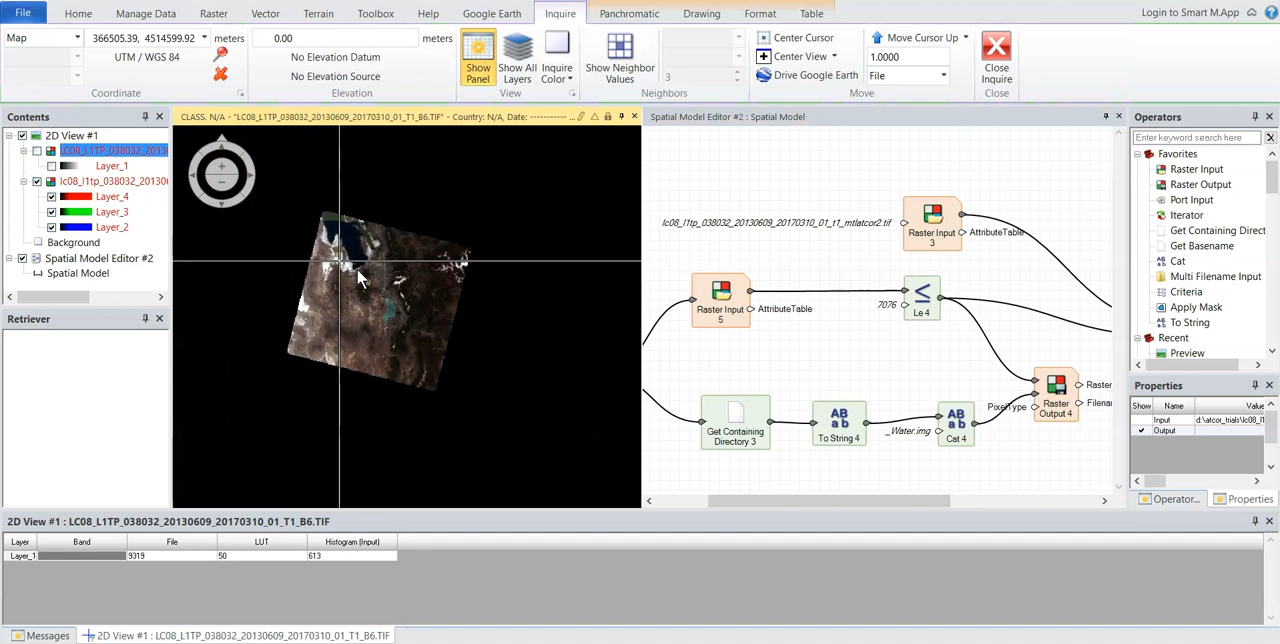 File Home Manage Data Raster Vector Terrain Toolbox Help Google Earth Inquire Panchromatic Drawing Format Table Login to Smart M.App
Map 366505.39, 4514599.92 meters 0.00 meters
UTM / WGS 84 No Elevation Datum
No Elevation Source
Show Panel Show All Layers Inquire Color Show Neighbor Values 3
Center Cursor
Center View
Drive Google Earth
Move Cursor Up
1.0000
File
Close Inquire
Coordinate Elevation View Neighbors Move Close
Contents
2D View #1
LC08_L1TP_038032_2013
Layer_1
lc08_l1tp_038032_20130
Layer_4
Layer_3
Layer_2
Background
Spatial Model Editor #2
Spatial Model
Retriever
CLASS. N/A - "LC08_L1TP_038032_20130609_20170310_01_T1_B6.TIF" - Country: N/A, Date: ----------- ...
Spatial Model Editor #2 : Spatial Model
lc08_l1tp_038032_20130609_20170310_01_t1_mtlatcor2.tif
Raster Input 3
AttributeTable
Raster Input 5
AttributeTable
7076
Le 4
Get Containing Directory 3
AB ab
To String 4
_Water.img
AB ab
Cat 4
PixelType
Raster Output 4
Raster
Filenam
Operators
Enter keyword search here
Favorites
Raster Input
Raster Output
Port Input
Iterator
Get Containing Direct
Get Basename
Cat
Multi Filename Input
Criteria
Apply Mask
To String
Recent
Preview
Properties
Show Name Value
Input d:\atcor_trials\lc08_l1
Output
Operator... Properties
2D View #1 : LC08_L1TP_038032_20130609_20170310_01_T1_B6.TIF
Layer Band File LUT Histogram (Input)
Layer_1 9319 50 613
Messages 2D View #1 : LC08_L1TP_038032_20130609_20170310_01_T1_B6.TIF